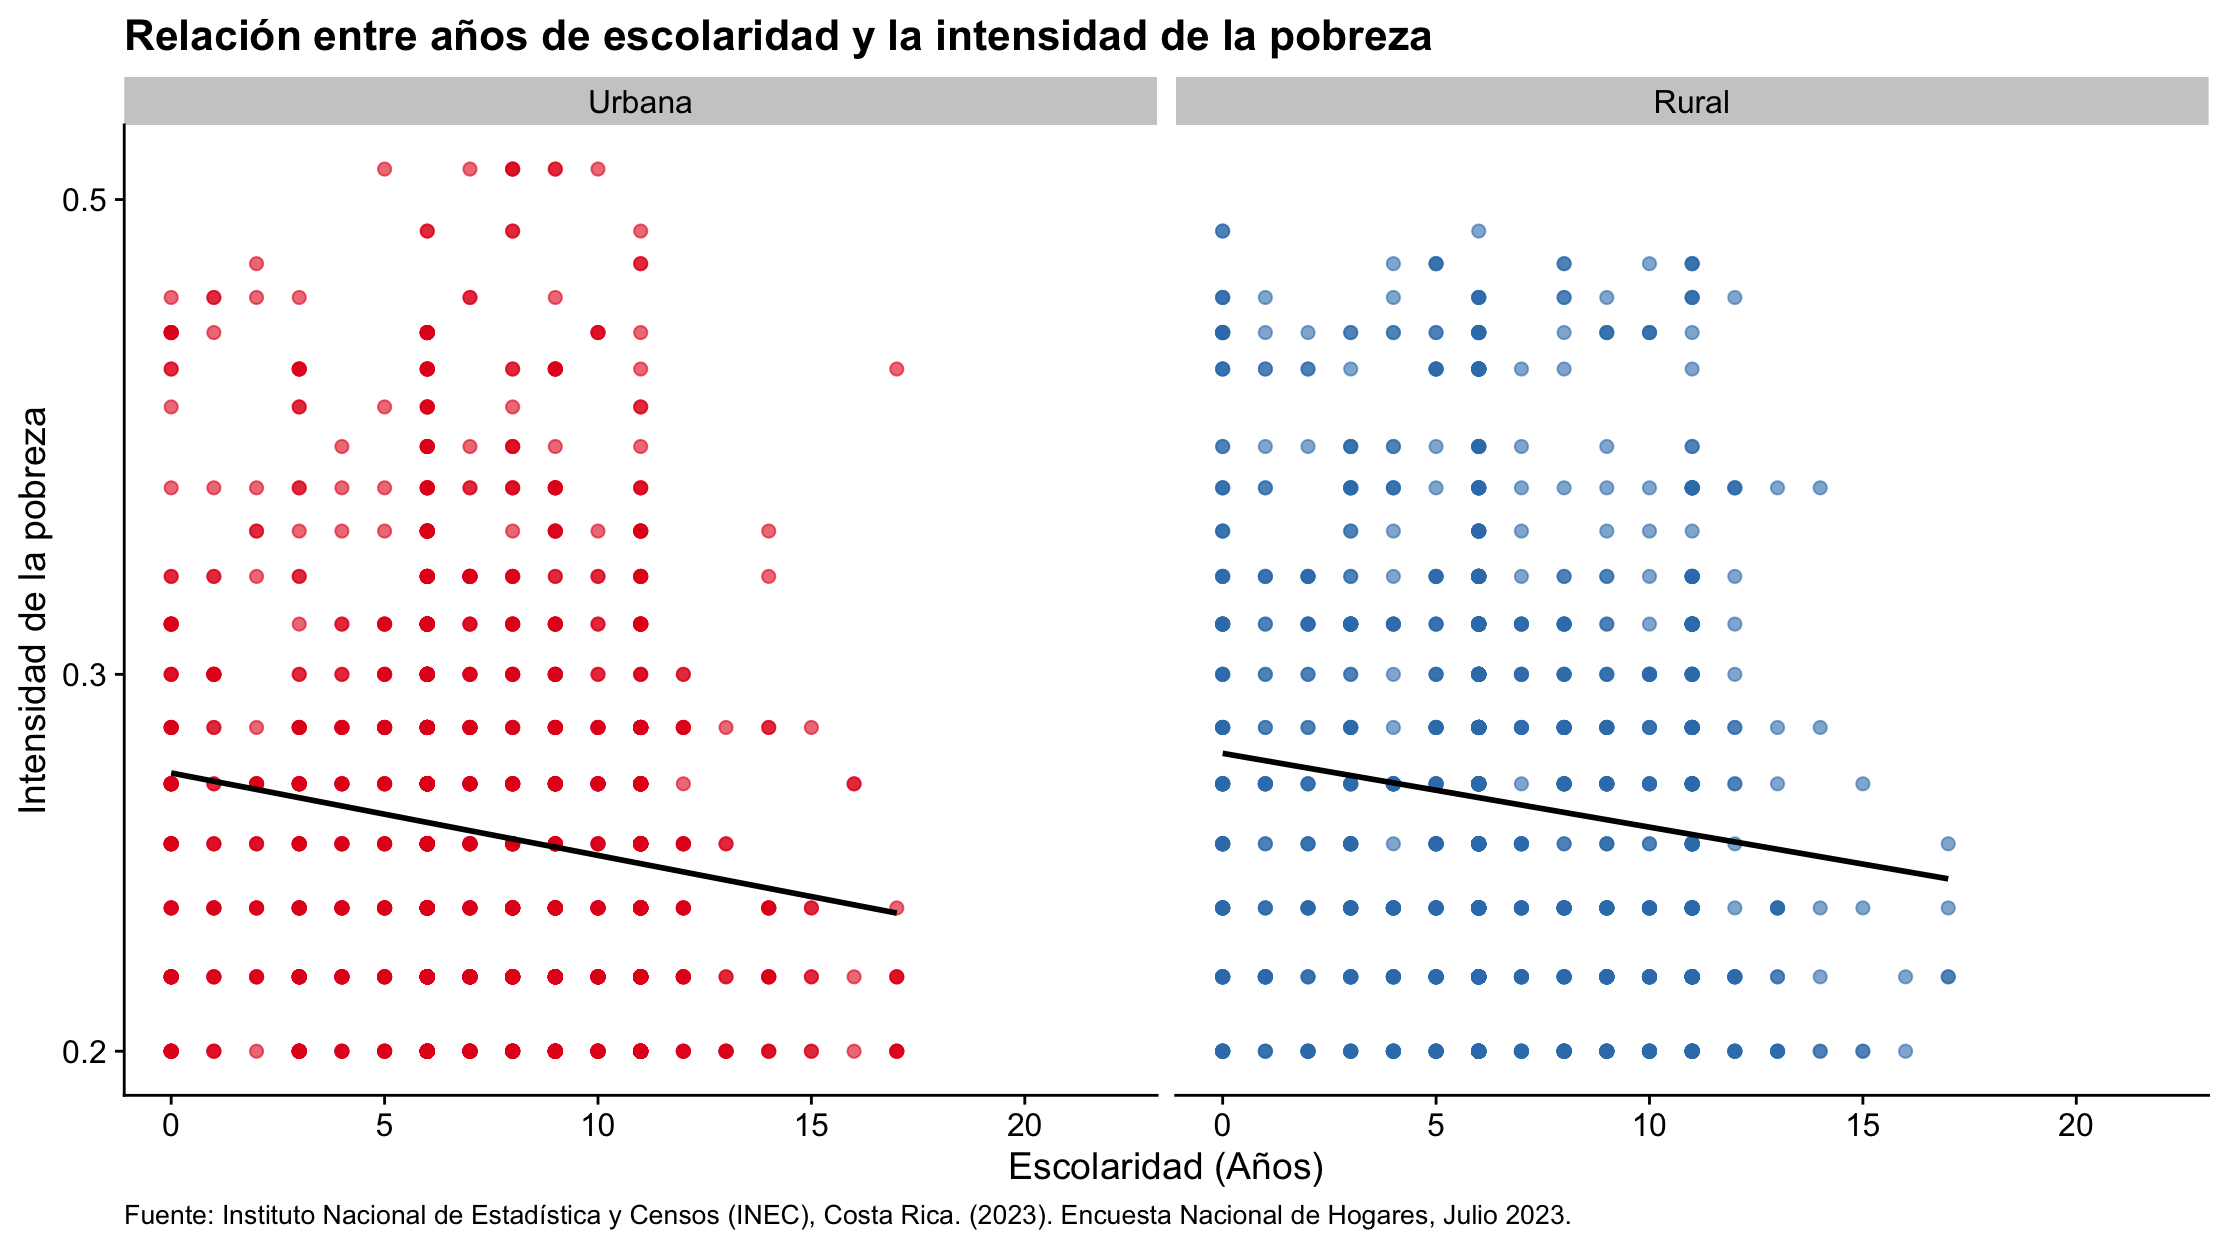 Relación entre años de escolaridad y la intensidad de la pobreza
Urbana
Rural
Intensidad de la pobreza
0.5
0.3
0.2
0 5 10 15 20
0 5 10 15 20
Escolaridad (Años)
Fuente: Instituto Nacional de Estadística y Censos (INEC), Costa Rica. (2023). Encuesta Nacional de Hogares, Julio 2023.